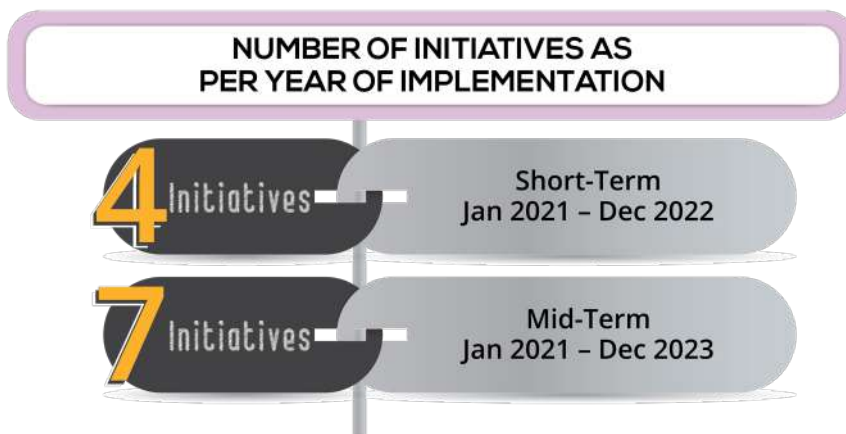 NUMBER OF INITIATIVES AS
PER YEAR OF IMPLEMENTATION
4 Initiatives
Short-Term
Jan 2021 – Dec 2022
7 Initiatives
Mid-Term
Jan 2021 – Dec 2023